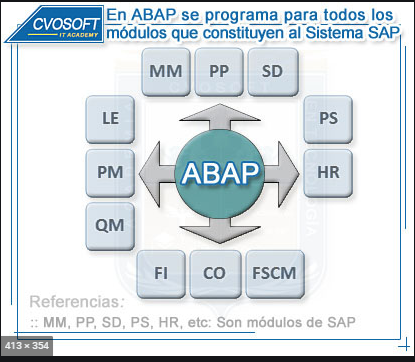 CVOSOFT
IT ACADEMY
En ABAP se programa para todos los
módulos que constituyen al Sistema SAP
MM PP SD
LE PS
PM ABAP HR
QM
FI CO FSCM
Referencias:
:: MM, PP, SD, PS, HR, etc: Son módulos de SAP
413 × 354